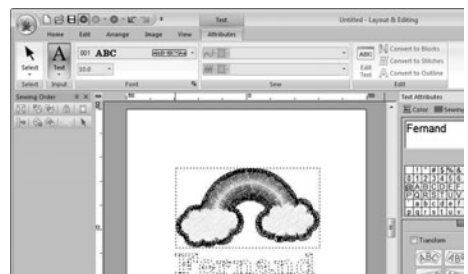 Text
Untitled - Layout & Editing
Home Edit Arrange Image View Attributes
001 ABC
10.0
Select Text
Edit Text
Convert to Blocks
Convert to Stitches
Convert to Outline
Select Input Font Sew Edit
Sewing Order
Text Attributes
Color Sewing
Fernand
Transform
Fernand